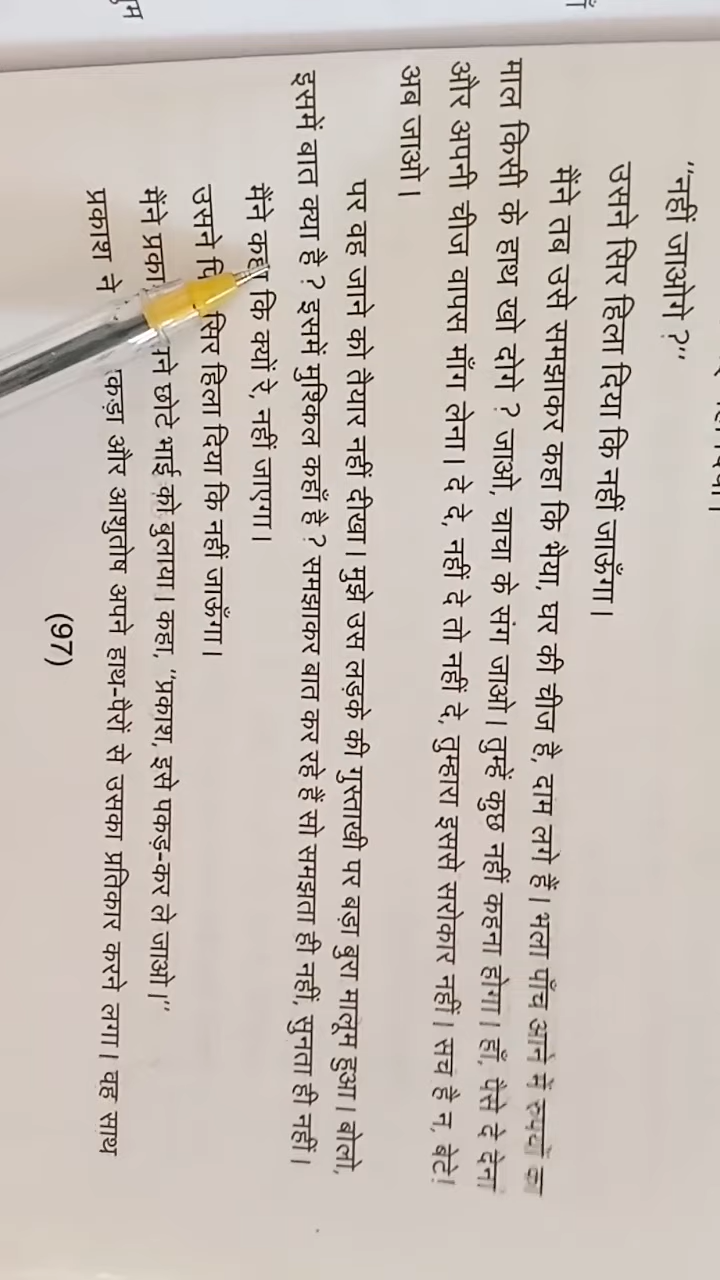 "नहीं जाओगे ?"
उसने सिर हिला दिया कि नहीं जाऊँगा।
मैंने तब उसे समझाकर कहा कि भैया, घर की चीज है, दाम लगे हैं। भला पाँच आने में रुपयों का
माल किसी के हाथ खो दोगे ? जाओ, चाचा के संग जाओ। तुम्हें कुछ नहीं कहना होगा। हाँ, पैसे दे देना
और अपनी चीज वापस माँग लेना। दे दे, नहीं दे तो नहीं दे, तुम्हारा इससे सरोकार नहीं। सच है न, बेटे!
अब जाओ।
पर वह जाने को तैयार नहीं दीखा। मुझे उस लड़के की गुस्ताखी पर बड़ा बुरा मालूम हुआ। बोलो,
इसमें बात क्या है ? इसमें मुश्किल कहाँ है ? समझाकर बात कर रहे हैं सो समझता ही नहीं, सुनता ही नहीं।
मैंने कहा कि क्यों रे, नहीं जाएगा।
उसने सिर हिला दिया कि नहीं जाऊँगा।
मैंने छोटे भाई को बुलाया। कहा, "प्रकाश, इसे पकड़-कर ले जाओ।"
प्रकाश ने और आशुतोष अपने हाथ-पैरों से उसका प्रतिकार करने लगा। वह साथ
(97)